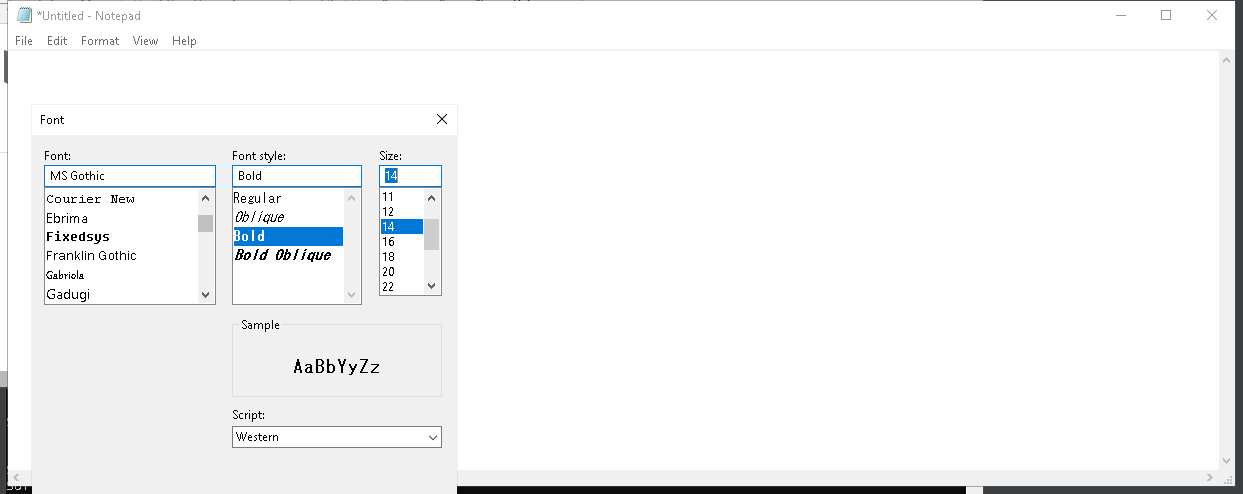 *Untitled - Notepad
File Edit Format View Help
Font
Font: Font style: Size:
MS Gothic Bold 14
Courier New Regular 11
Ebrima Oblique 12
Fixedsys Bold 14
Franklin Gothic Bold Oblique 16
Gabriola 18
Gadugi 20
22
Sample
AaBbYyZz
Script:
Western